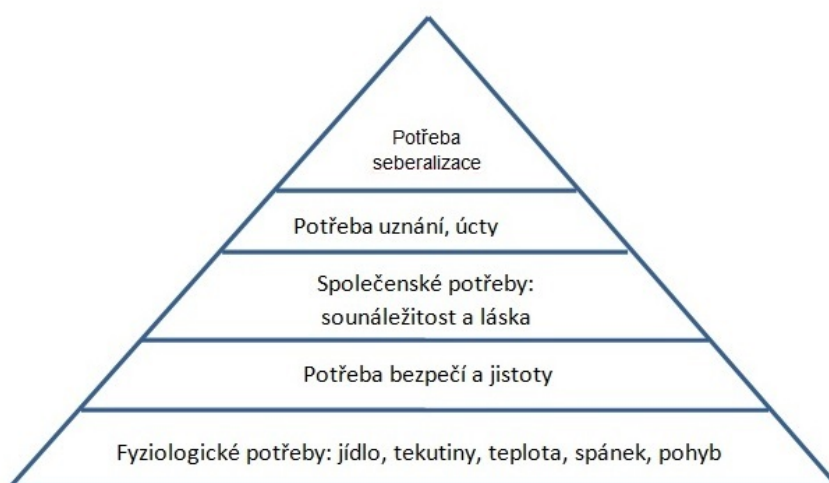 Potřeba
seberalizace
Potřeba uznání, úcty
Společenské potřeby:
sounáležitost a láska
Potřeba bezpečí a jistoty
Fyziologické potřeby: jídlo, tekutiny, teplota, spánek, pohyb